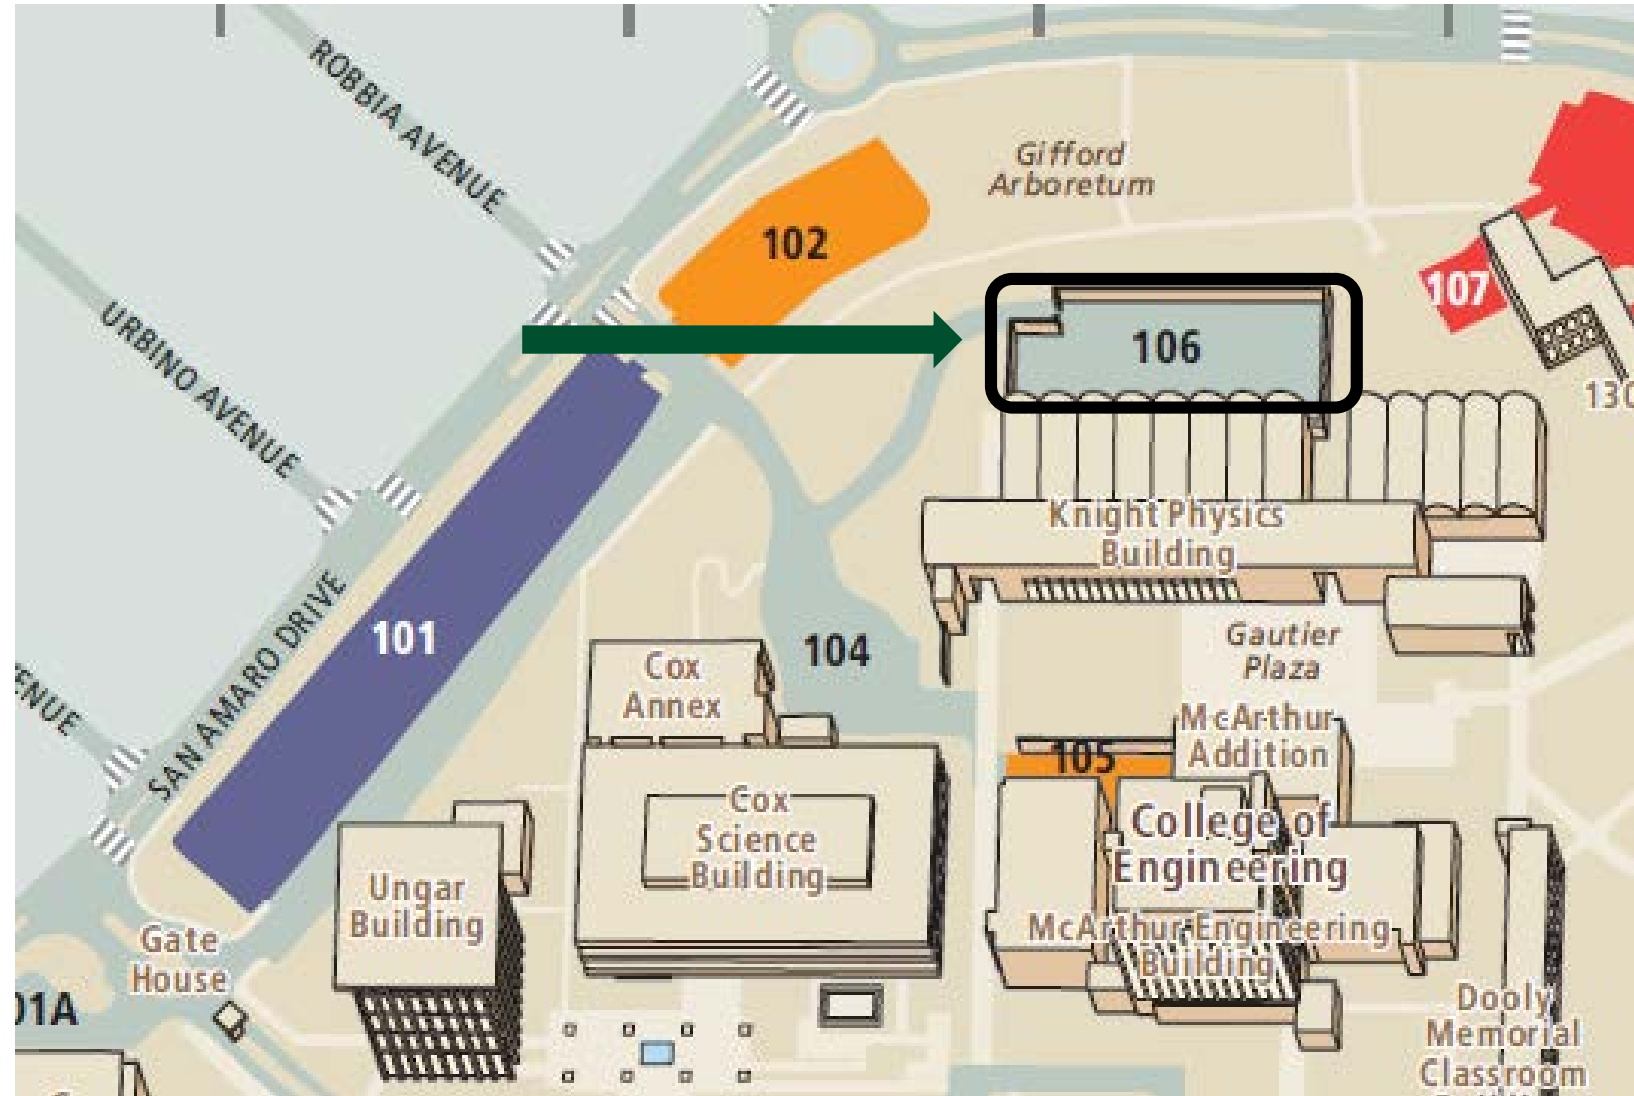 ROBBIA AVENUE
Gifford
Arboretum
102
107
URBINO AVENUE
106
130
Knight Physics
Building
101
SAN AMARO DRIVE
104
Gautier
Plaza
Cox
Annex
ENUE
McArthur
Addition
105
Cox
Science
Building
College of
Engineering
Ungar
Building
McArthur Engineering
Building
Gate
House
01A
Dooly
Memorial
Classroom